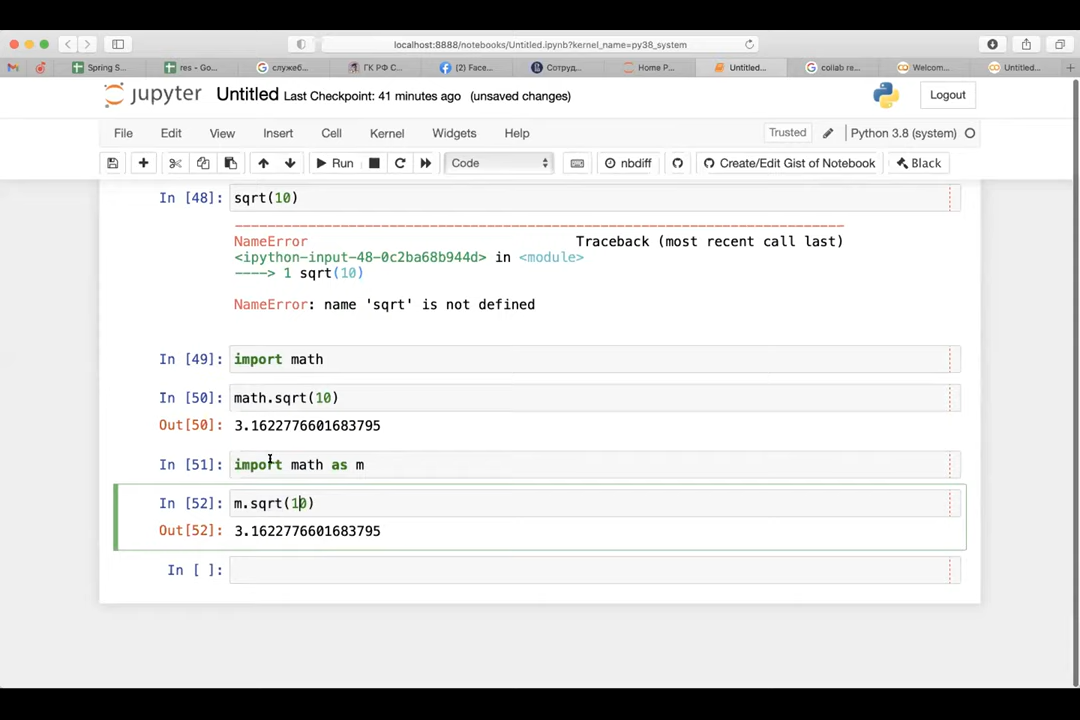 localhost:8888/notebooks/Untitled.ipynb?kernel_name=py38_system
Spring S...
res - Go...
служеб...
ГК РФ С...
(2) Face...
Сотруд...
Home P...
Untitled...
collab re...
Welcom...
Untitled...
jupyter Untitled Last Checkpoint: 41 minutes ago (unsaved changes) Logout
File Edit View Insert Cell Kernel Widgets Help Trusted Python 3.8 (system)
Run Code nbdiff Create/Edit Gist of Notebook Black
In [48]: sqrt(10)
---------------------------------------------------------------------------
NameError Traceback (most recent call last)
<ipython-input-48-0c2ba68b944d> in <module>
----> 1 sqrt(10)
NameError: name 'sqrt' is not defined
In [49]: import math
In [50]: math.sqrt(10)
Out[50]: 3.1622776601683795
In [51]: import math as m
In [52]: m.sqrt(10)
Out[52]: 3.1622776601683795
In [ ]: